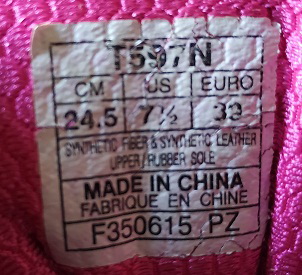 T597N
CM US EURO
24.5 7½ 39
SYNTHETIC FIBER & SYNTHETIC LEATHER
UPPER/RUBBER SOLE
MADE IN CHINA
FABRIQUE EN CHINE
F350615 PZ